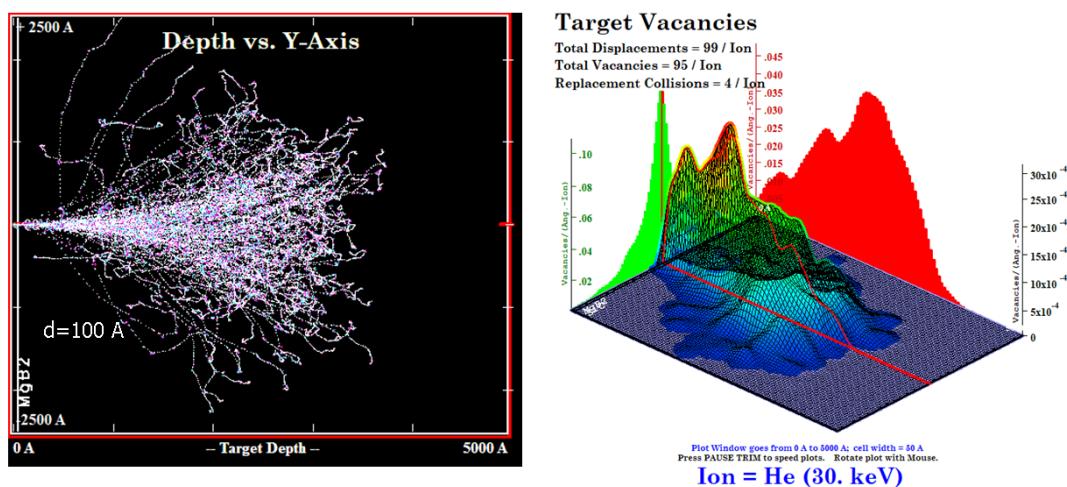 + 2500 A
Depth vs. Y-Axis
d=100 A
MgB2
2500 A
0 A
-- Target Depth --
5000 A
Target Vacancies
Total Displacements = 99 / Ion
Total Vacancies = 95 / Ion
Replacement Collisions = 4 / Ion
.10
.08
.06
.04
.02
Vacancies/(Ang.-Ion)
.045
.035
.030
.025
.020
.015
.010
Vacancies/(Ang.-Ion)
30x10⁻⁴
25x10⁻⁴
20x10⁻⁴
15x10⁻⁴
10x10⁻⁴
5x10⁻⁴
0
Vacancies/(Ang.-Ion)
Plot Window goes from 0 A to 5000 A; cell width = 50 A
Press PAUSE TRIM to speed plots. Rotate plot with Mouse.
Ion = He (30. keV)